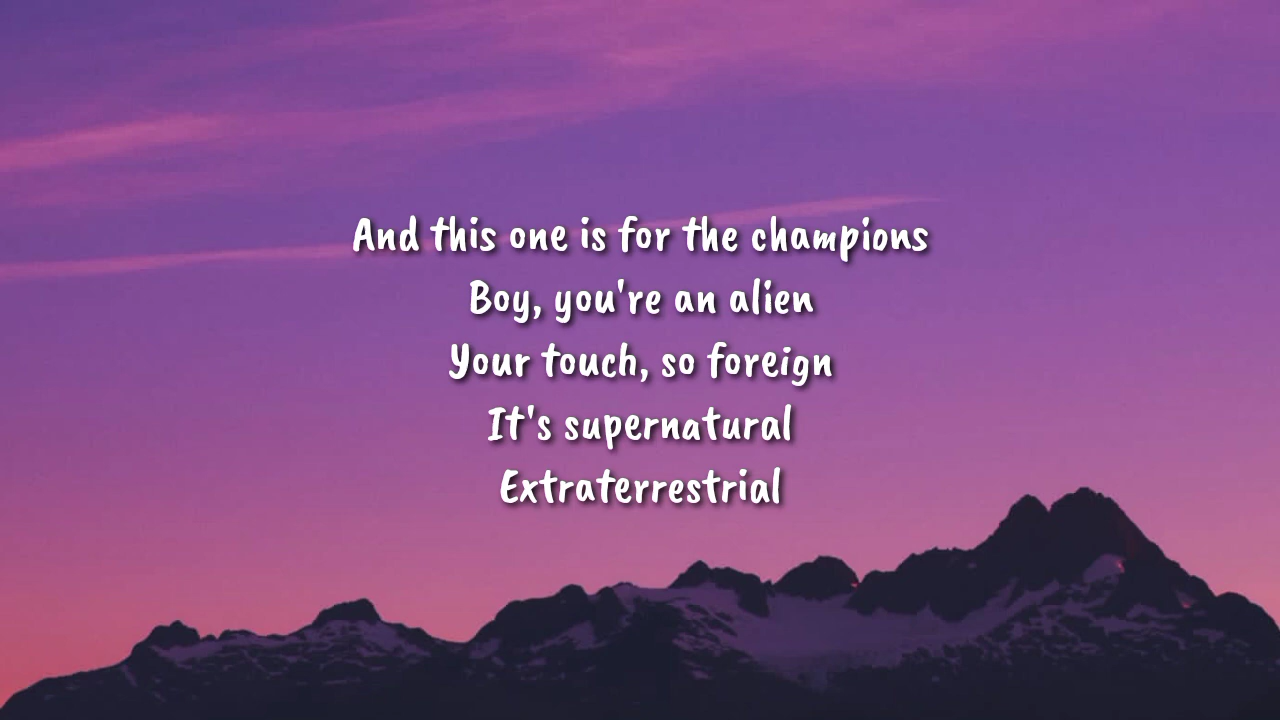 And this one is for the champions
Boy, you're an alien
Your touch, so foreign
It's supernatural
Extraterrestrial